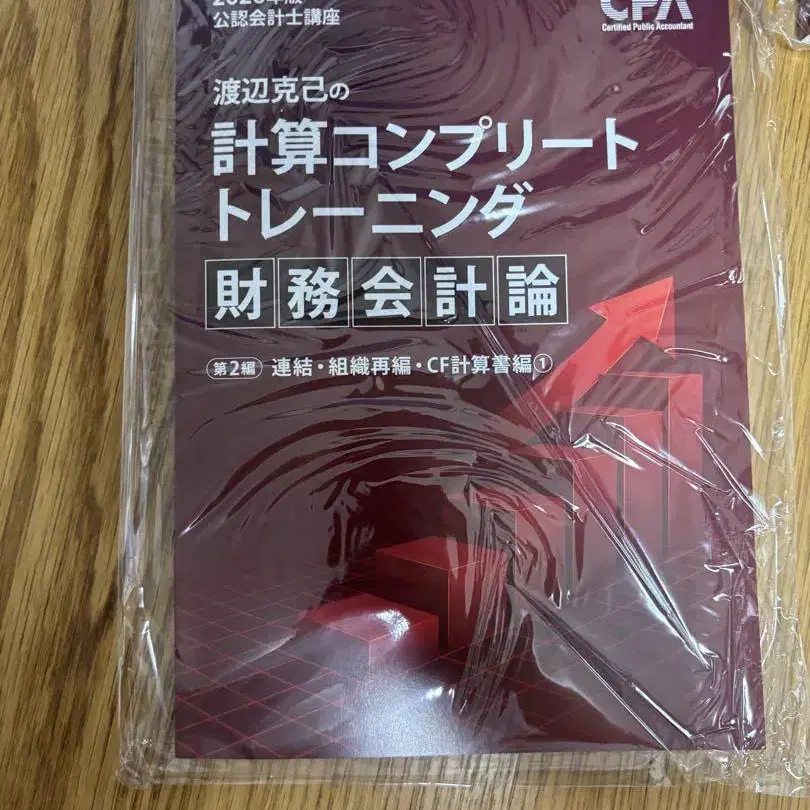 公認会計士講座
CPA
Certified Public Accountant
渡辺克己の
計算コンプリート
トレーニング
財務会計論
第2編 連結・組織再編・CF計算書編①